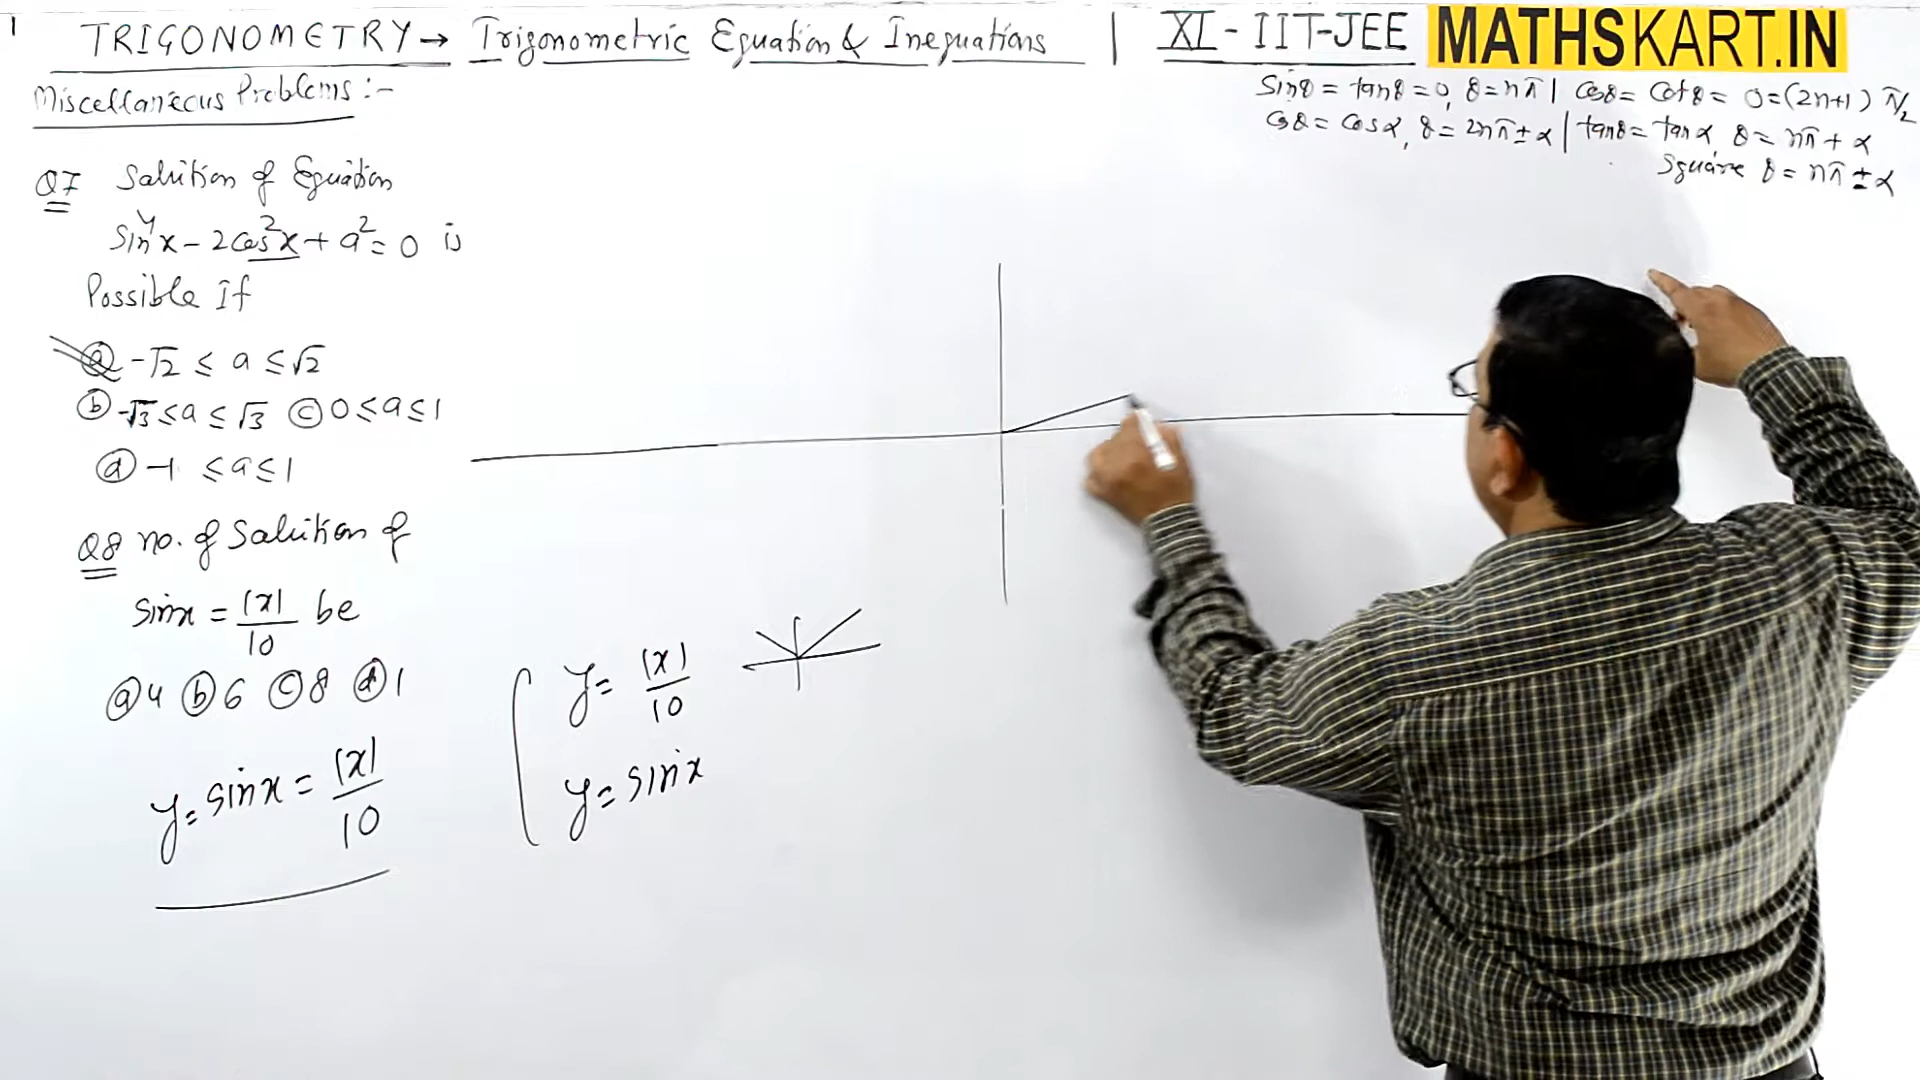 1
TRIGONOMETRY → Trigonometric Equation & Inequations | XI - IIT-JEE MATHSKART.IN
Miscellaneous Problems :-
sinθ = tanθ = 0, θ = nπ | cosθ = cotθ = 0 = (2n+1) π/2
cosθ = cosα, θ = 2nπ ± α | tanθ = tanα, θ = nπ + α
square θ = nπ ± α
Q7 Solution of Equation
sin⁴x - 2cos²x + a² = 0 is
Possible If
ⓐ -√2 ≤ a ≤ √2
ⓑ -√3 ≤ a ≤ √3 ⓒ 0 ≤ a ≤ 1
ⓓ -1 ≤ a ≤ 1
Q8 no. of Solution of
sinx = |x|/10 be
ⓐ 4 ⓑ 6 ⓒ 8 ⓓ 1
y = sinx = |x|/10
y = |x|/10
y = sinx